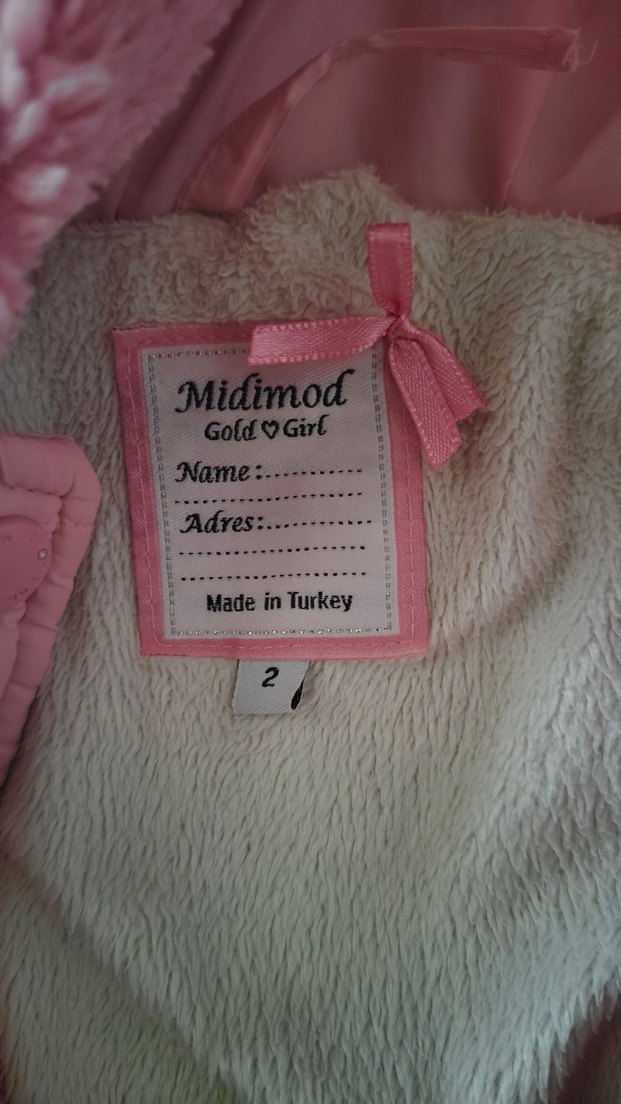 Midimod
Gold♡Girl
Name:...........
......................
Adres:............
......................
......................
Made in Turkey
2